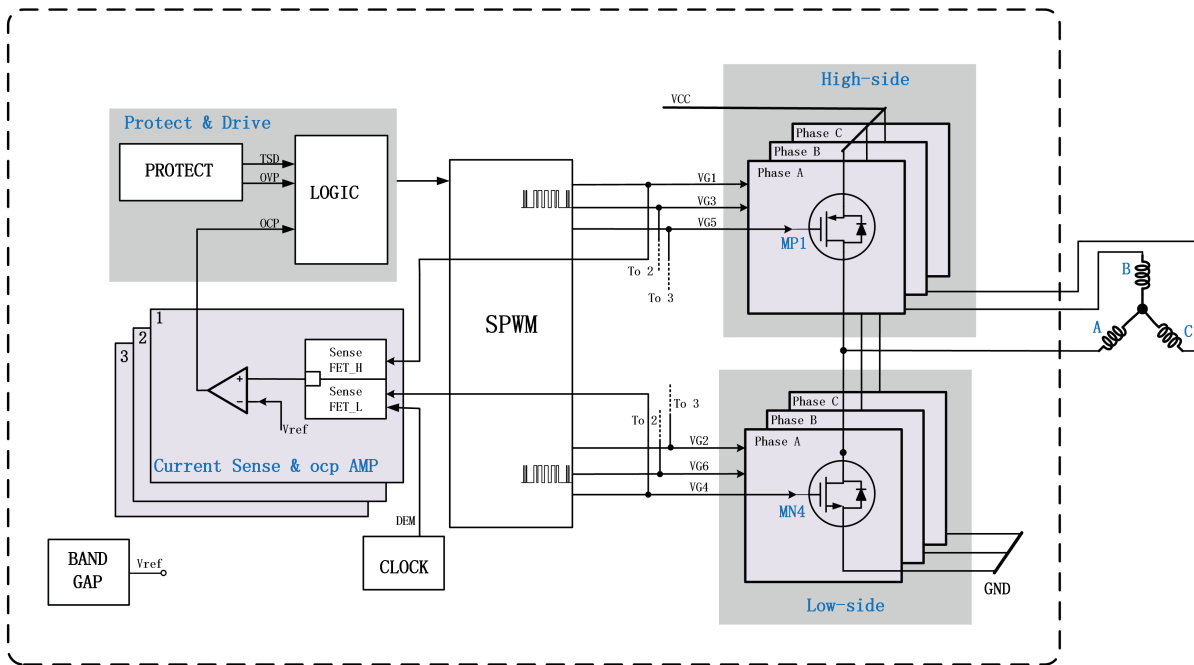 High-side
VCC
Phase C
Phase B
Phase A
MP1
Protect & Drive
PROTECT
TSD
OVP
OCP
LOGIC
SPWM
VG1
VG3
VG5
To 2
To 3
B
A
C
1
2
3
Sense
FET_H
Sense
FET_L
+
-
Vref
Current Sense & ocp AMP
To 3
To 2
VG2
VG6
VG4
Phase C
Phase B
Phase A
MN4
Low-side
GND
DEM
CLOCK
BAND
GAP
Vref